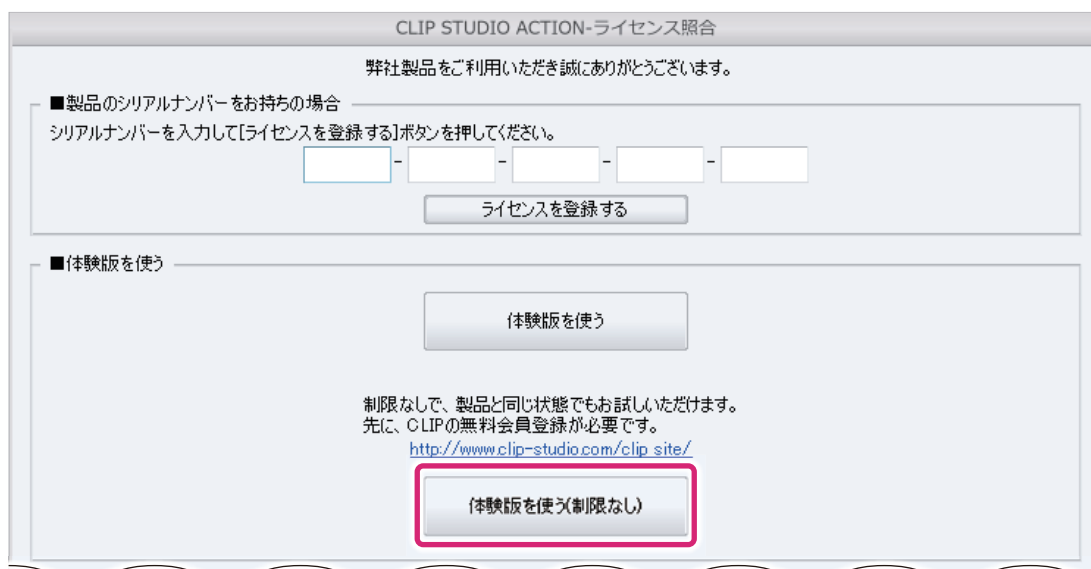 CLIP STUDIO ACTION-ライセンス照合
弊社製品をご利用いただき誠にありがとうございます。
■製品のシリアルナンバーをお持ちの場合
シリアルナンバーを入力して[ライセンスを登録する]ボタンを押してください。
- - - -
ライセンスを登録する
■体験版を使う
体験版を使う
制限なしで、製品と同じ状態でもお試しいただけます。
先に、CLIPの無料会員登録が必要です。
http://www.clip-studio.com/clip_site/
体験版を使う(制限なし)